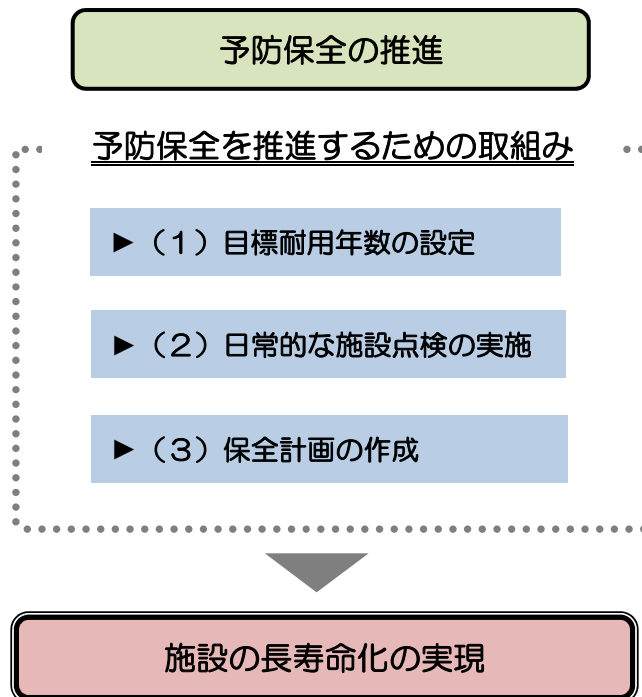 予防保全の推進
予防保全を推進するための取組み
►（１）目標耐用年数の設定
►（２）日常的な施設点検の実施
►（３）保全計画の作成
施設の長寿命化の実現